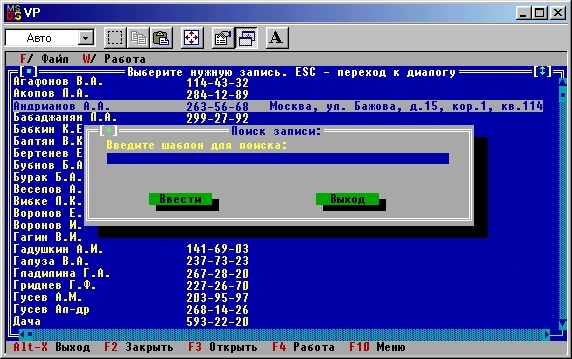 VP
Авто
A
F/ Файл W/ Работа
Выберите нужную запись. ESC - переход к диалогу
Агафонов В.А. 114-43-32
Акопов П.А. 284-12-89
Андрианов А.А. 263-56-68 Москва, ул. Бажова, д.15, кор.1, кв.114
Бабаджанян П.А. 299-27-92
Бабкин К.Е
Балтян В.К
Бертенев Е
Бубнов Б.А
Бурак Б.А.
Веселов А.
Вибке П.К.
Воронов Е.
Воронов И.
Гагин В.И.
Поиск записи:
Введите шаблон для поиска:
Ввести Выход
Гадушкин А.И. 141-69-03
Галуза В.А. 237-73-23
Гладилина Г.А. 267-28-20
Гриднев Г.Ф. 227-26-70
Гусев А.М. 203-95-97
Гусев Ал-др 268-14-26
Дача 593-22-20
Alt-X Выход F2 Закрыть F3 Открыть F4 Работа F10 Меню